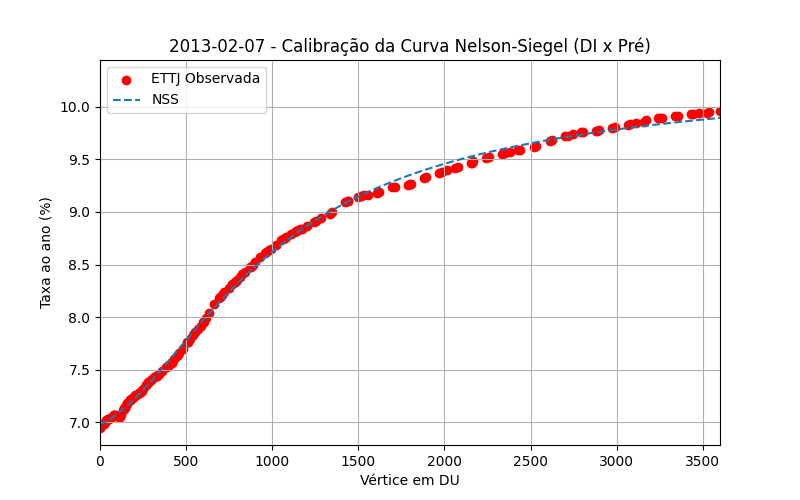 2013-02-07 - Calibração da Curva Nelson-Siegel (DI x Pré)
ETTJ Observada
NSS
Taxa ao ano (%)
10.0
9.5
9.0
8.5
8.0
7.5
7.0
0 500 1000 1500 2000 2500 3000 3500
Vértice em DU